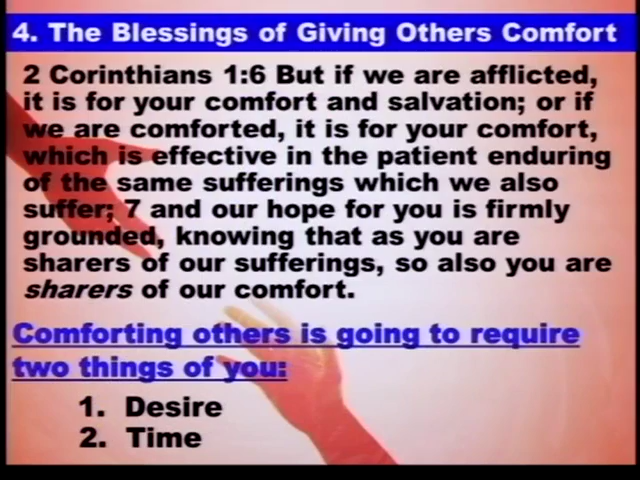 4. The Blessings of Giving Others Comfort
2 Corinthians 1:6 But if we are afflicted,
it is for your comfort and salvation; or if
we are comforted, it is for your comfort,
which is effective in the patient enduring
of the same sufferings which we also
suffer; 7 and our hope for you is firmly
grounded, knowing that as you are
sharers of our sufferings, so also you are
sharers of our comfort.
Comforting others is going to require
two things of you:
1. Desire
2. Time